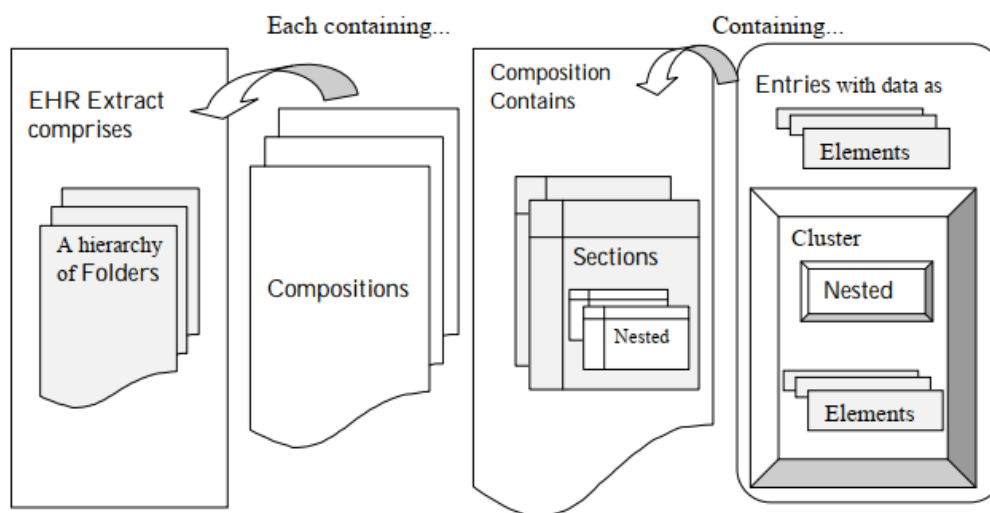 Each containing...
Containing...
EHR Extract
comprises
A hierarchy
of Folders
Compositions
Composition
Contains
Sections
Nested
Entries with data as
Elements
Cluster
Nested
Elements